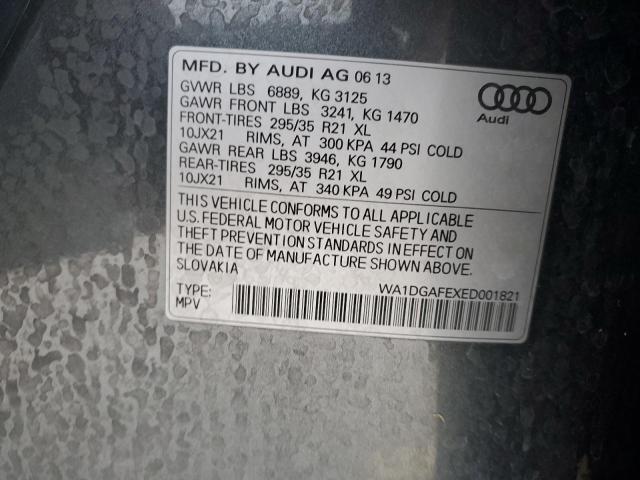 MFD. BY AUDI AG 06 13
GVWR LBS 6889, KG 3125
GAWR FRONT LBS 3241, KG 1470
FRONT-TIRES 295/35 R21 XL
10JX21 RIMS, AT 300 KPA 44 PSI COLD
GAWR REAR LBS 3946, KG 1790
REAR-TIRES 295/35 R21 XL
10JX21 RIMS, AT 340 KPA 49 PSI COLD
Audi
THIS VEHICLE CONFORMS TO ALL APPLICABLE
U.S. FEDERAL MOTOR VEHICLE SAFETY AND
THEFT PREVENTION STANDARDS IN EFFECT ON
THE DATE OF MANUFACTURE SHOWN ABOVE.
SLOVAKIA
TYPE: WA1DGAFEXED001821
MPV